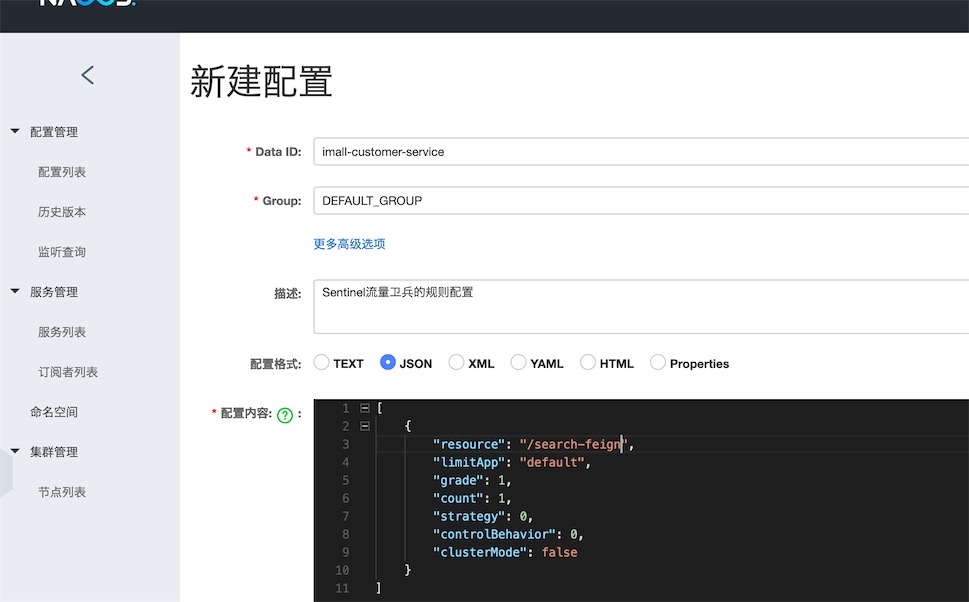 NACOS.
新建配置
配置管理
配置列表
历史版本
监听查询
服务管理
服务列表
订阅者列表
命名空间
集群管理
节点列表
* Data ID: imall-customer-service
* Group: DEFAULT_GROUP
更多高级选项
描述: Sentinel流量卫兵的规则配置
配置格式: TEXT JSON XML YAML HTML Properties
* 配置内容: ? :
1 [
2 {
3 "resource": "/search-feign",
4 "limitApp": "default",
5 "grade": 1,
6 "count": 1,
7 "strategy": 0,
8 "controlBehavior": 0,
9 "clusterMode": false
10 }
11 ]